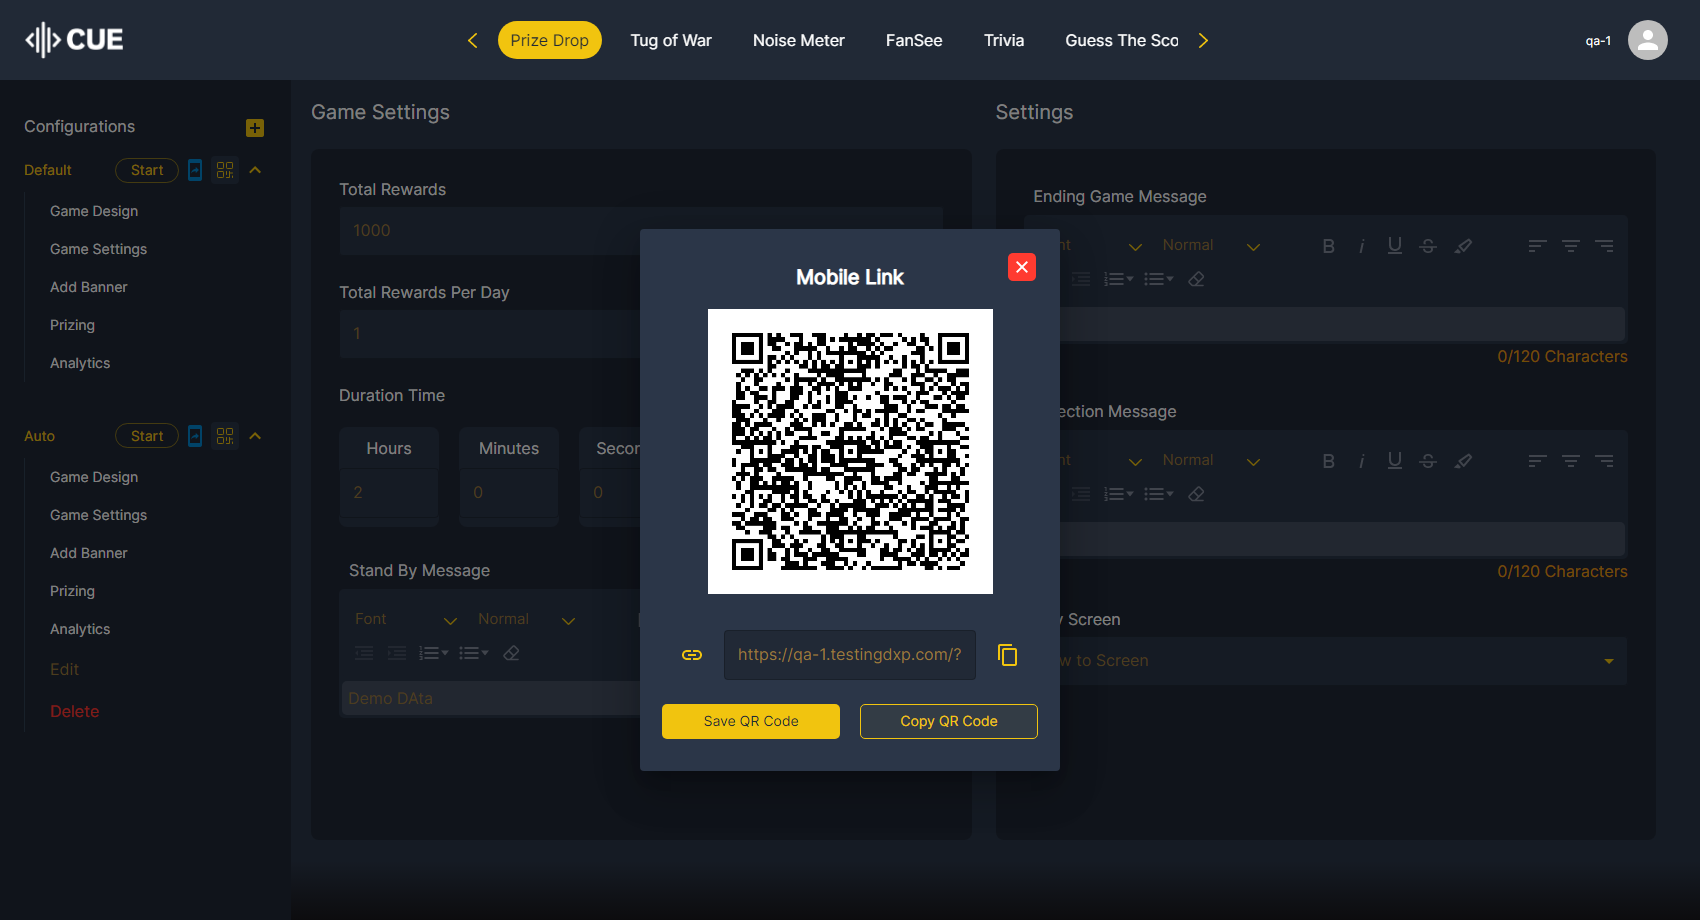 CUE
Prize Drop
Tug of War
Noise Meter
FanSee
Trivia
Guess The Sco
qa-1
Configurations
Default
Start
Game Design
Game Settings
Add Banner
Prizing
Analytics
Auto
Start
Game Design
Game Settings
Add Banner
Prizing
Analytics
Edit
Delete
Game Settings
Total Rewards
1000
Total Rewards Per Day
1
Duration Time
Hours
Minutes
Secon
2
0
0
Stand By Message
Font
Normal
Demo DAta
Mobile Link
https://qa-1.testingdxp.com/?
Save QR Code
Copy QR Code
Settings
Ending Game Message
nt
Normal
0/120 Characters
ection Message
nt
Normal
0/120 Characters
y Screen
w to Screen